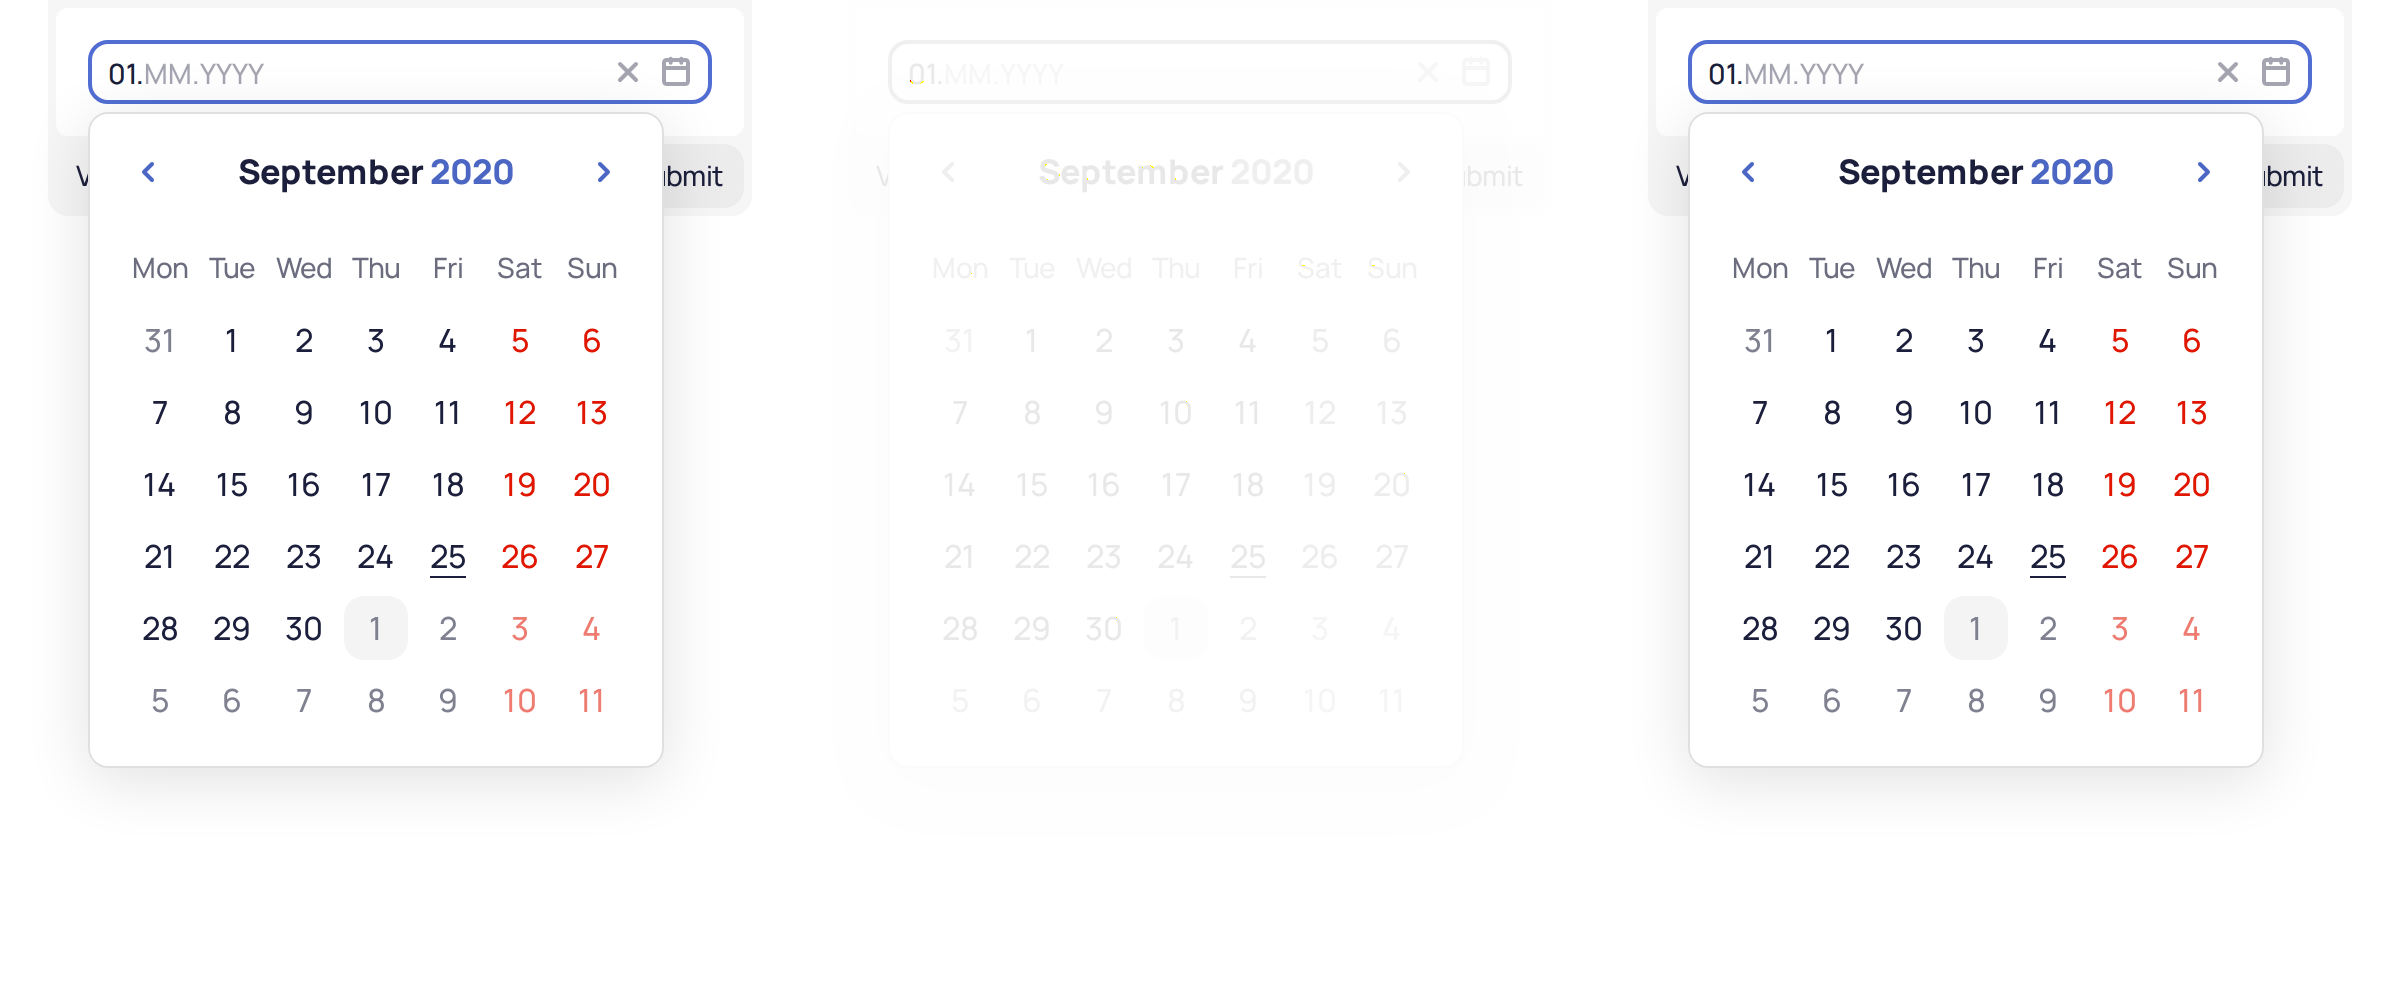 01.MM.YYYY
V
September 2020
ubmit
Mon Tue Wed Thu Fri Sat Sun
31 1 2 3 4 5 6
7 8 9 10 11 12 13
14 15 16 17 18 19 20
21 22 23 24 25 26 27
28 29 30 1 2 3 4
5 6 7 8 9 10 11
01.MM.YYYY
V
September 2020
ubmit
Mon Tue Wed Thu Fri Sat Sun
31 1 2 3 4 5 6
7 8 9 10 11 12 13
14 15 16 17 18 19 20
21 22 23 24 25 26 27
28 29 30 1 2 3 4
5 6 7 8 9 10 11
01.MM.YYYY
V
September 2020
ubmit
Mon Tue Wed Thu Fri Sat Sun
31 1 2 3 4 5 6
7 8 9 10 11 12 13
14 15 16 17 18 19 20
21 22 23 24 25 26 27
28 29 30 1 2 3 4
5 6 7 8 9 10 11